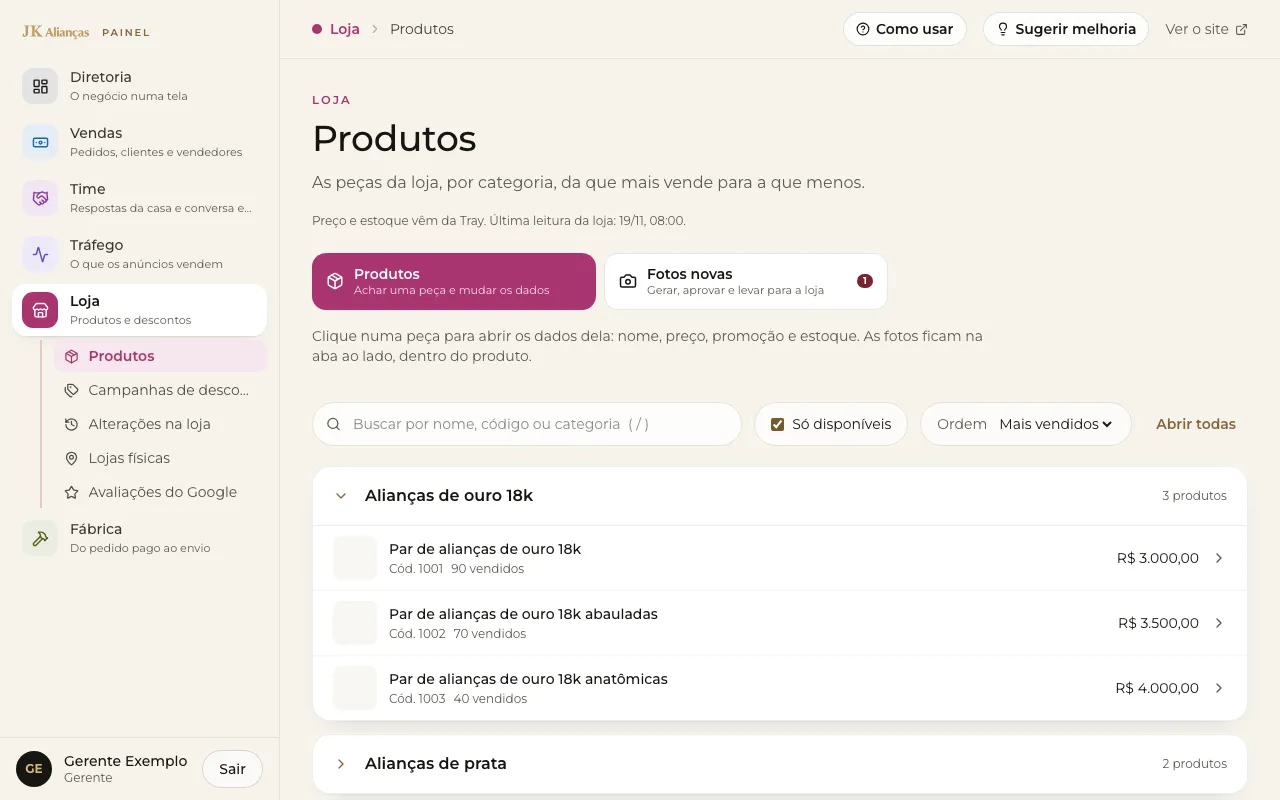 JK Alianças PAINEL
Diretoria
O negócio numa tela
Vendas
Pedidos, clientes e vendedores
Time
Respostas da casa e conversa e...
Tráfego
O que os anúncios vendem
Loja
Produtos e descontos
Produtos
Campanhas de desco...
Alterações na loja
Lojas físicas
Avaliações do Google
Fábrica
Do pedido pago ao envio
GE
Gerente Exemplo
Gerente
Sair
Loja > Produtos
Como usar
Sugerir melhoria
Ver o site
LOJA
Produtos
As peças da loja, por categoria, da que mais vende para a que menos.
Preço e estoque vêm da Tray. Última leitura da loja: 19/11, 08:00.
Produtos
Achar uma peça e mudar os dados
Fotos novas
Gerar, aprovar e levar para a loja
1
Clique numa peça para abrir os dados dela: nome, preço, promoção e estoque. As fotos ficam na
aba ao lado, dentro do produto.
Buscar por nome, código ou categoria ( / )
Só disponíveis
Ordem Mais vendidos
Abrir todas
Alianças de ouro 18k
3 produtos
Par de alianças de ouro 18k
Cód. 1001 90 vendidos
R$ 3.000,00
Par de alianças de ouro 18k abauladas
Cód. 1002 70 vendidos
R$ 3.500,00
Par de alianças de ouro 18k anatômicas
Cód. 1003 40 vendidos
R$ 4.000,00
Alianças de prata
2 produtos